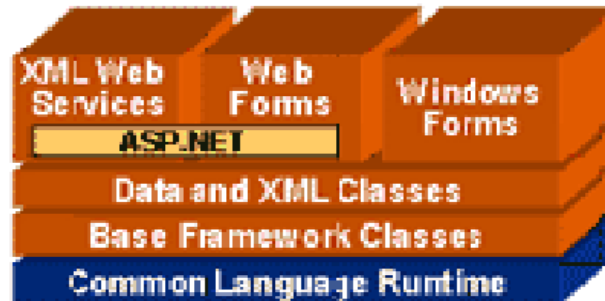 XML Web
Services
Web
Forms
Windows
Forms
ASP.NET
Data and XML Classes
Base Framework Classes
Common Language Runtime